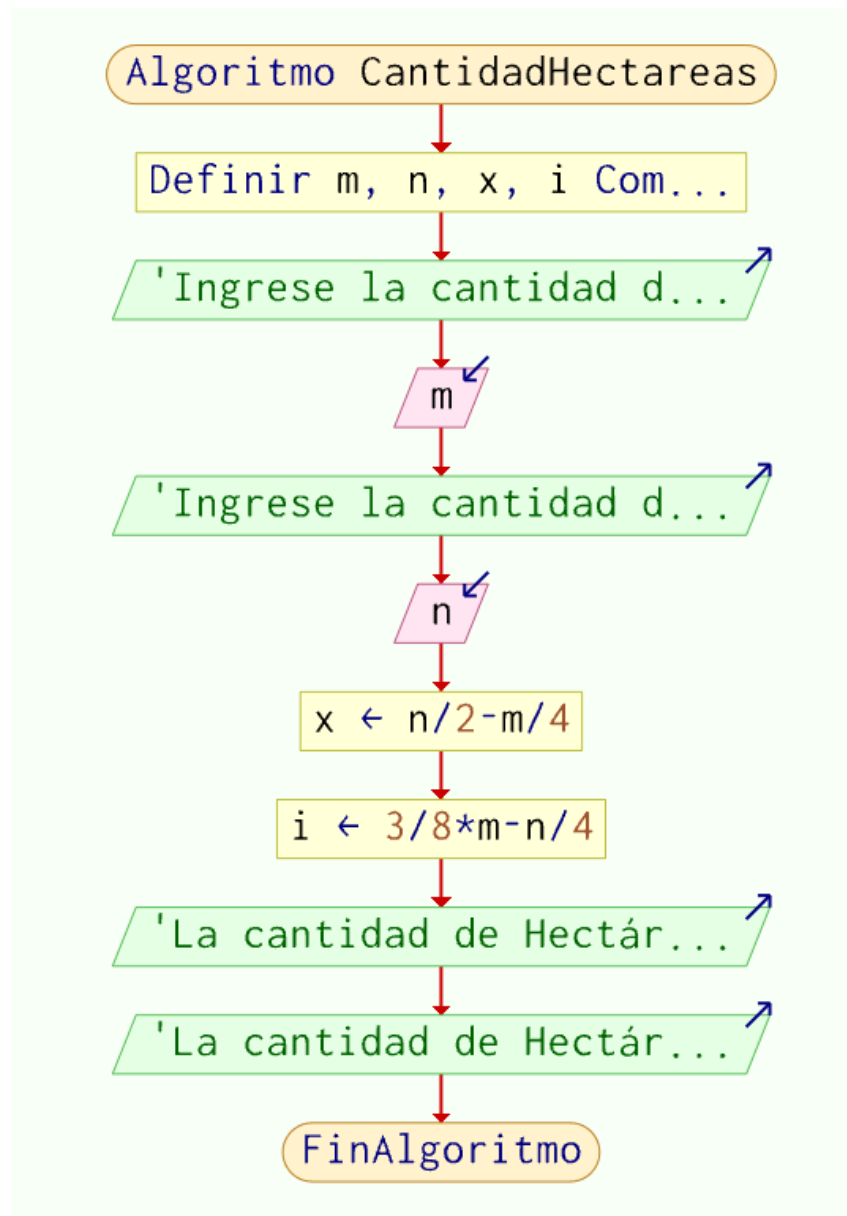 Algoritmo CantidadHectareas
Definir m, n, x, i Com...
'Ingrese la cantidad d...
m
'Ingrese la cantidad d...
n
x ← n/2-m/4
i ← 3/8*m-n/4
'La cantidad de Hectár...
'La cantidad de Hectár...
FinAlgoritmo